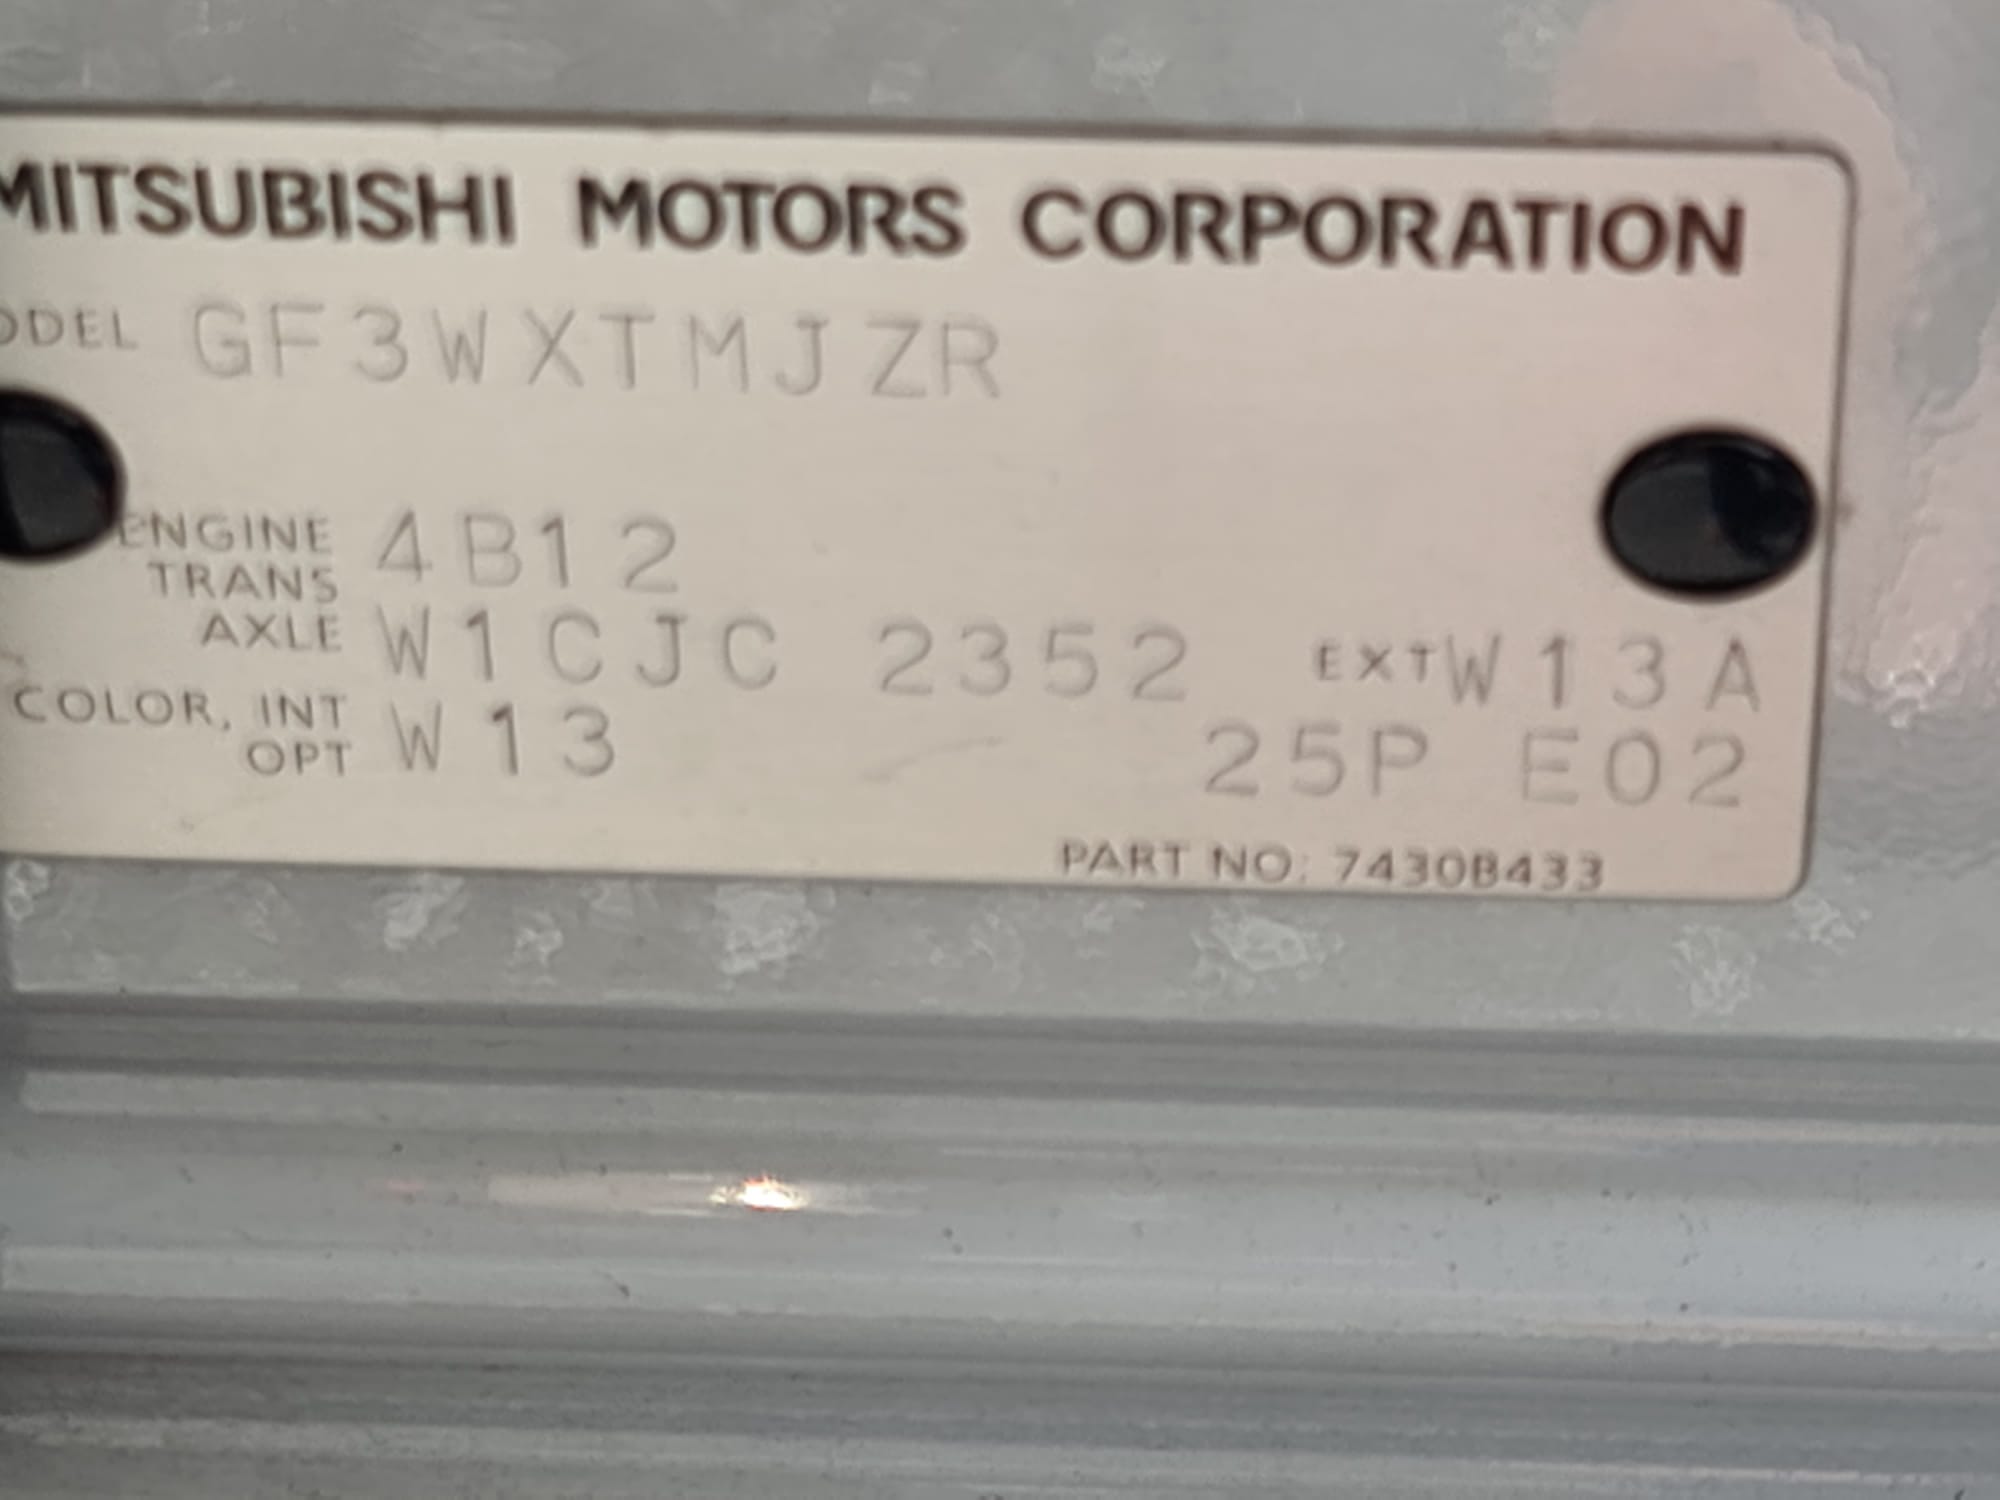 MITSUBISHI MOTORS CORPORATION
ODEL GF3WXTMJZR
ENGINE 4B12
TRANS
AXLE W1CJC 2352 EXT W13A
COLOR, INT
OPT W13 25P E02
PART NO: 7430B433